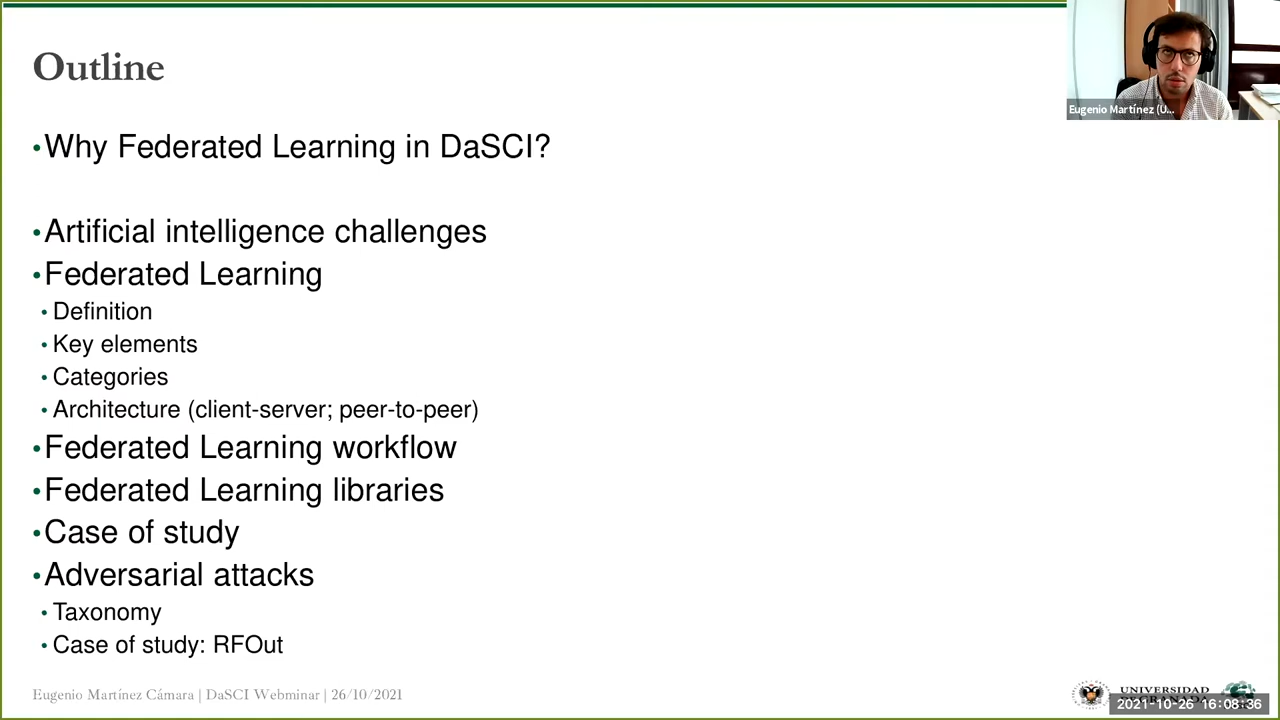 Outline
Eugenio Martínez (U...
•Why Federated Learning in DaSCI?
•Artificial intelligence challenges
•Federated Learning
• Definition
• Key elements
• Categories
• Architecture (client-server; peer-to-peer)
•Federated Learning workflow
•Federated Learning libraries
•Case of study
•Adversarial attacks
• Taxonomy
• Case of study: RFOut
Eugenio Martínez Cámara | DaSCI Webminar | 26/10/2021
UNIVERSIDAD
2021-10-26 16:08:36